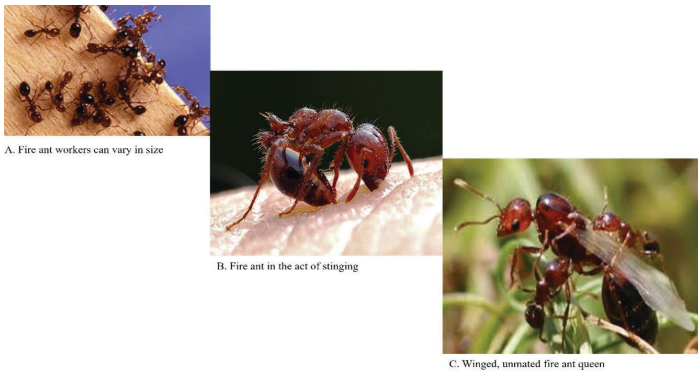 A. Fire ant workers can vary in size
B. Fire ant in the act of stinging
C. Winged, unmated fire ant queen